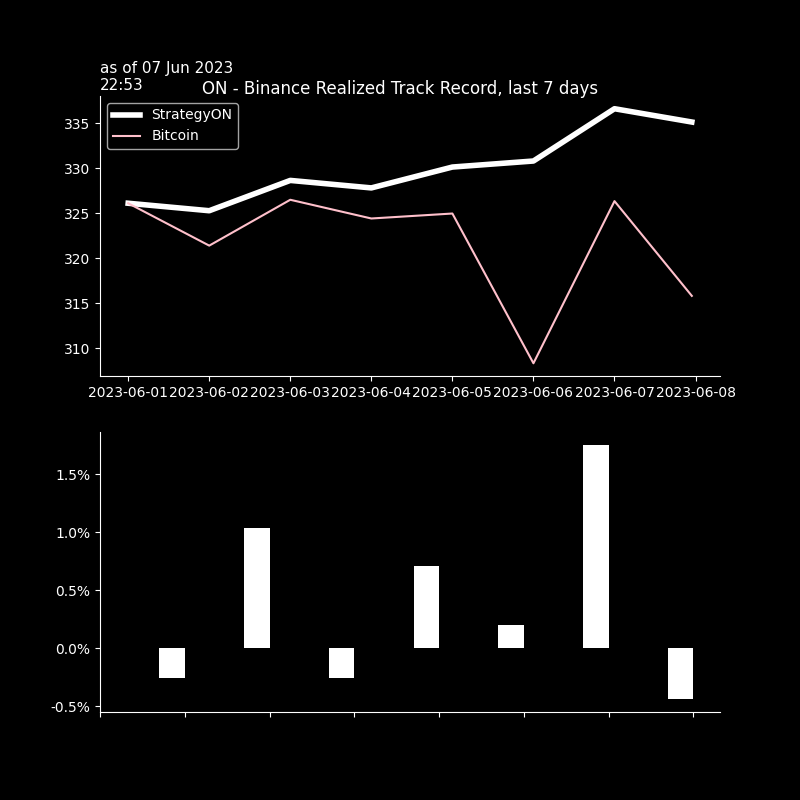 as of 07 Jun 2023
22:53
ON - Binance Realized Track Record, last 7 days
StrategyON
Bitcoin
335
330
325
320
315
310
2023-06-01 2023-06-02 2023-06-03 2023-06-04 2023-06-05 2023-06-06 2023-06-07 2023-06-08
1.5%
1.0%
0.5%
0.0%
-0.5%